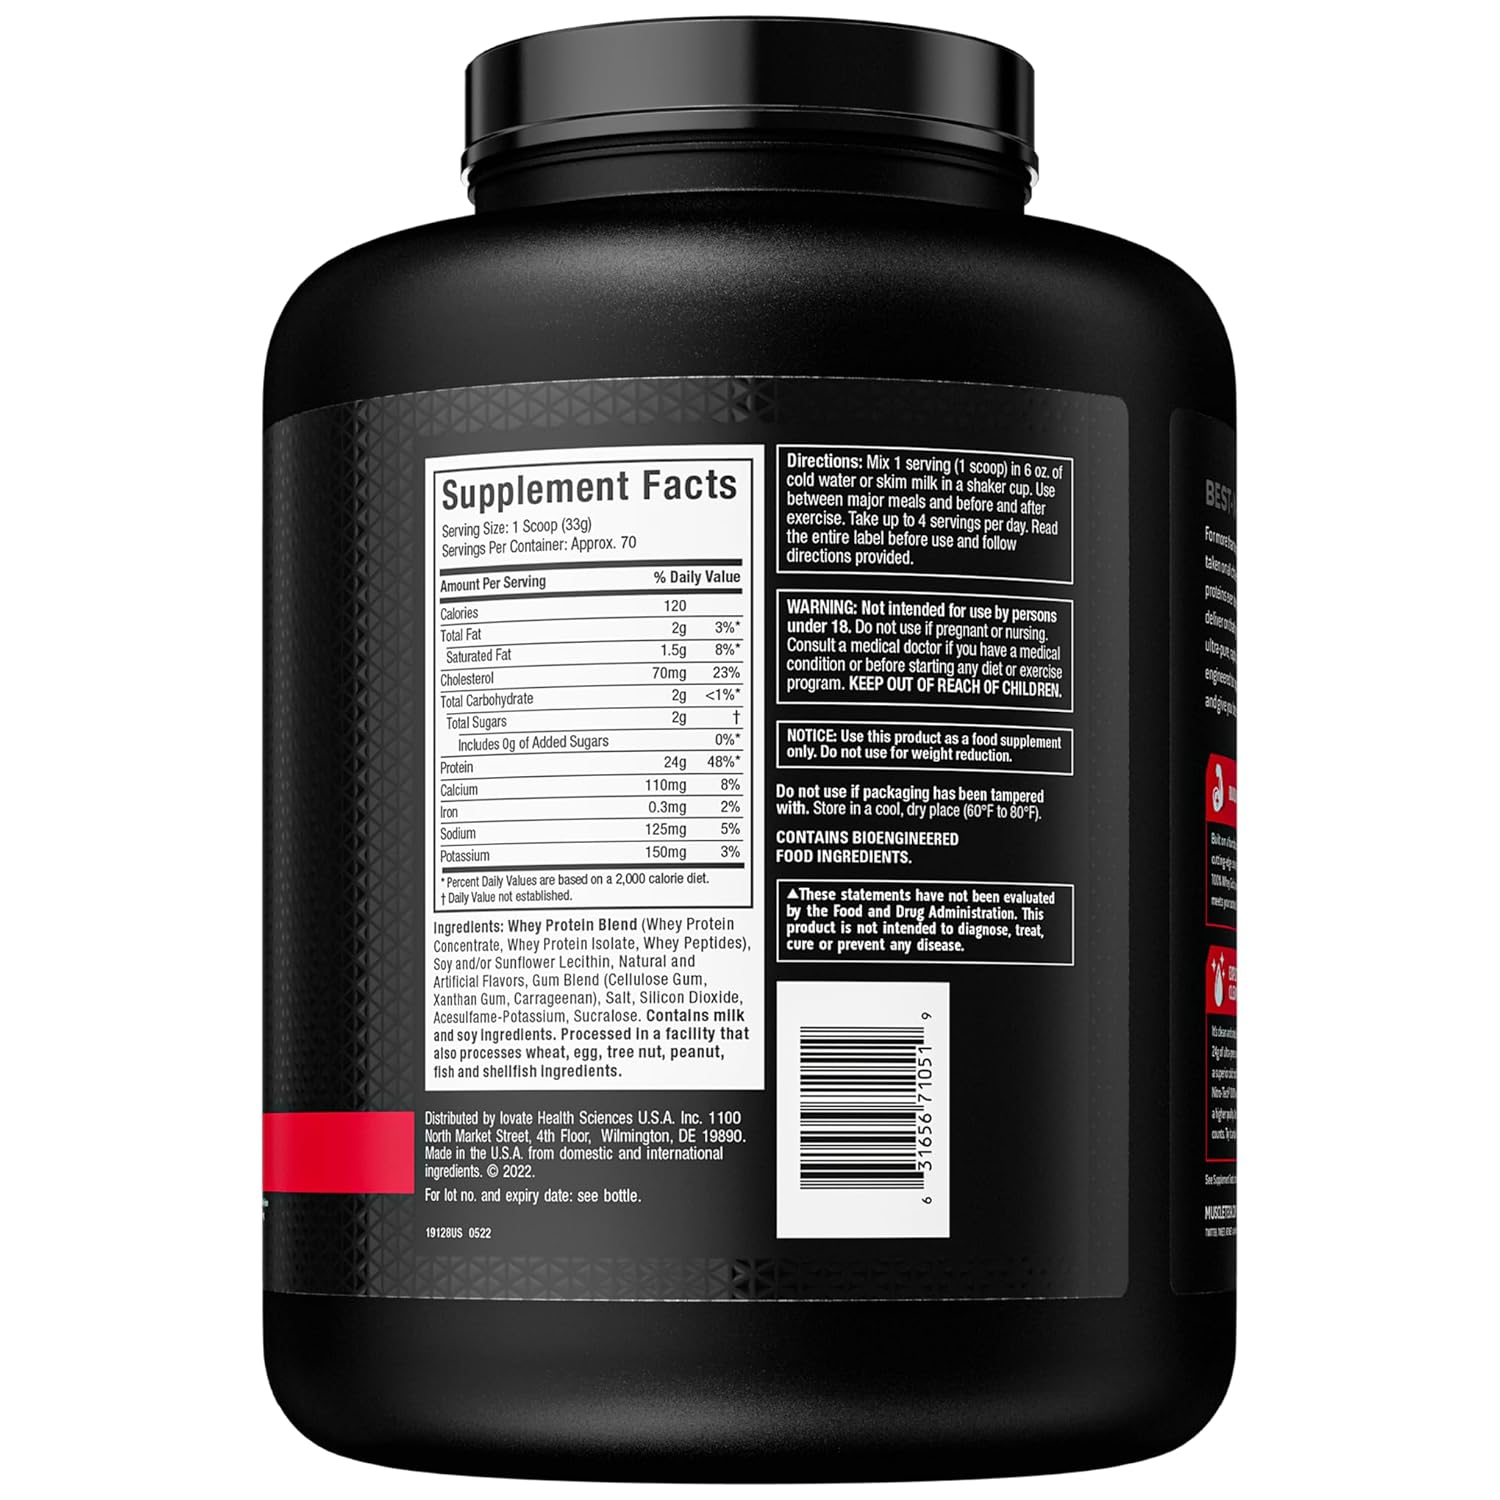 Supplement Facts
Serving Size: 1 Scoop (33g)
Servings Per Container: Approx. 70
Amount Per Serving % Daily Value
Calories 120
Total Fat 2g 3%*
Saturated Fat 1.5g 8%*
Cholesterol 70mg 23%
Total Carbohydrate 2g <1%*
Total Sugars 2g †
Includes 0g of Added Sugars 0%*
Protein 24g 48%*
Calcium 110mg 8%
Iron 0.3mg 2%
Sodium 125mg 5%
Potassium 150mg 3%
* Percent Daily Values are based on a 2,000 calorie diet.
† Daily Value not established.
Ingredients: Whey Protein Blend (Whey Protein
Concentrate, Whey Protein Isolate, Whey Peptides),
Soy and/or Sunflower Lecithin, Natural and
Artificial Flavors, Gum Blend (Cellulose Gum,
Xanthan Gum, Carrageenan), Salt, Silicon Dioxide,
Acesulfame-Potassium, Sucralose. Contains milk
and soy ingredients. Processed in a facility that
also processes wheat, egg, tree nut, peanut,
fish and shellfish ingredients.
Distributed by Iovate Health Sciences U.S.A. Inc. 1100
North Market Street, 4th Floor, Wilmington, DE 19890.
Made in the U.S.A. from domestic and international
ingredients. © 2022.
For lot no. and expiry date: see bottle.
19128US 0522
Directions: Mix 1 serving (1 scoop) in 6 oz. of
cold water or skim milk in a shaker cup. Use
between major meals and before and after
exercise. Take up to 4 servings per day. Read
the entire label before use and follow
directions provided.
WARNING: Not intended for use by persons
under 18. Do not use if pregnant or nursing.
Consult a medical doctor if you have a medical
condition or before starting any diet or exercise
program. KEEP OUT OF REACH OF CHILDREN.
NOTICE: Use this product as a food supplement
only. Do not use for weight reduction.
Do not use if packaging has been tampered
with. Store in a cool, dry place (60°F to 80°F).
CONTAINS BIOENGINEERED
FOOD INGREDIENTS.
▲These statements have not been evaluated
by the Food and Drug Administration. This
product is not intended to diagnose, treat,
cure or prevent any disease.
6 31656 71051 9